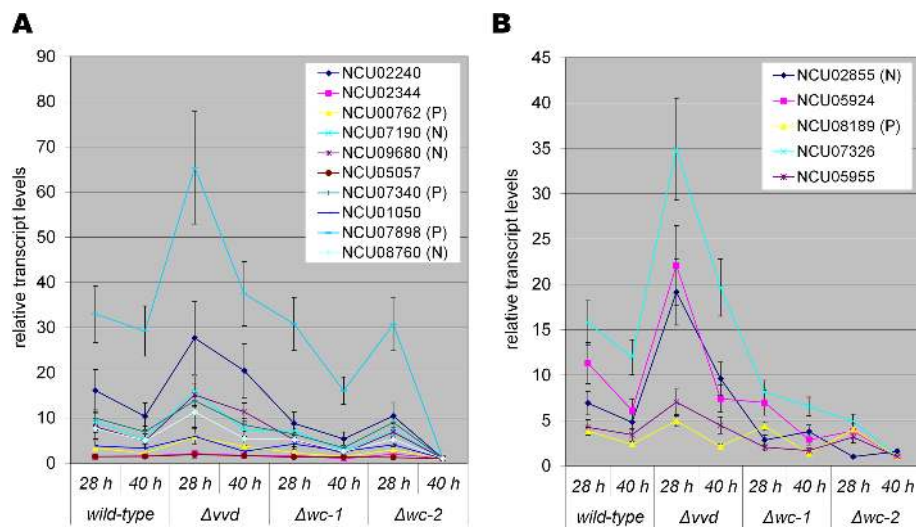 A
relative transcript levels
90
80
70
60
50
40
30
20
10
0
NCU02240
NCU02344
NCU00762 (P)
NCU07190 (N)
NCU09680 (N)
NCU05057
NCU07340 (P)
NCU01050
NCU07898 (P)
NCU08760 (N)
28 h 40 h 28 h 40 h 28 h 40 h 28 h 40 h
wild-type Δvvd Δwc-1 Δwc-2
B
relative transcript levels
45
40
35
30
25
20
15
10
5
0
NCU02855 (N)
NCU05924
NCU08189 (P)
NCU07326
NCU05955
28 h 40 h 28 h 40 h 28 h 40 h 28 h 40 h
wild-type Δvvd Δwc-1 Δwc-2